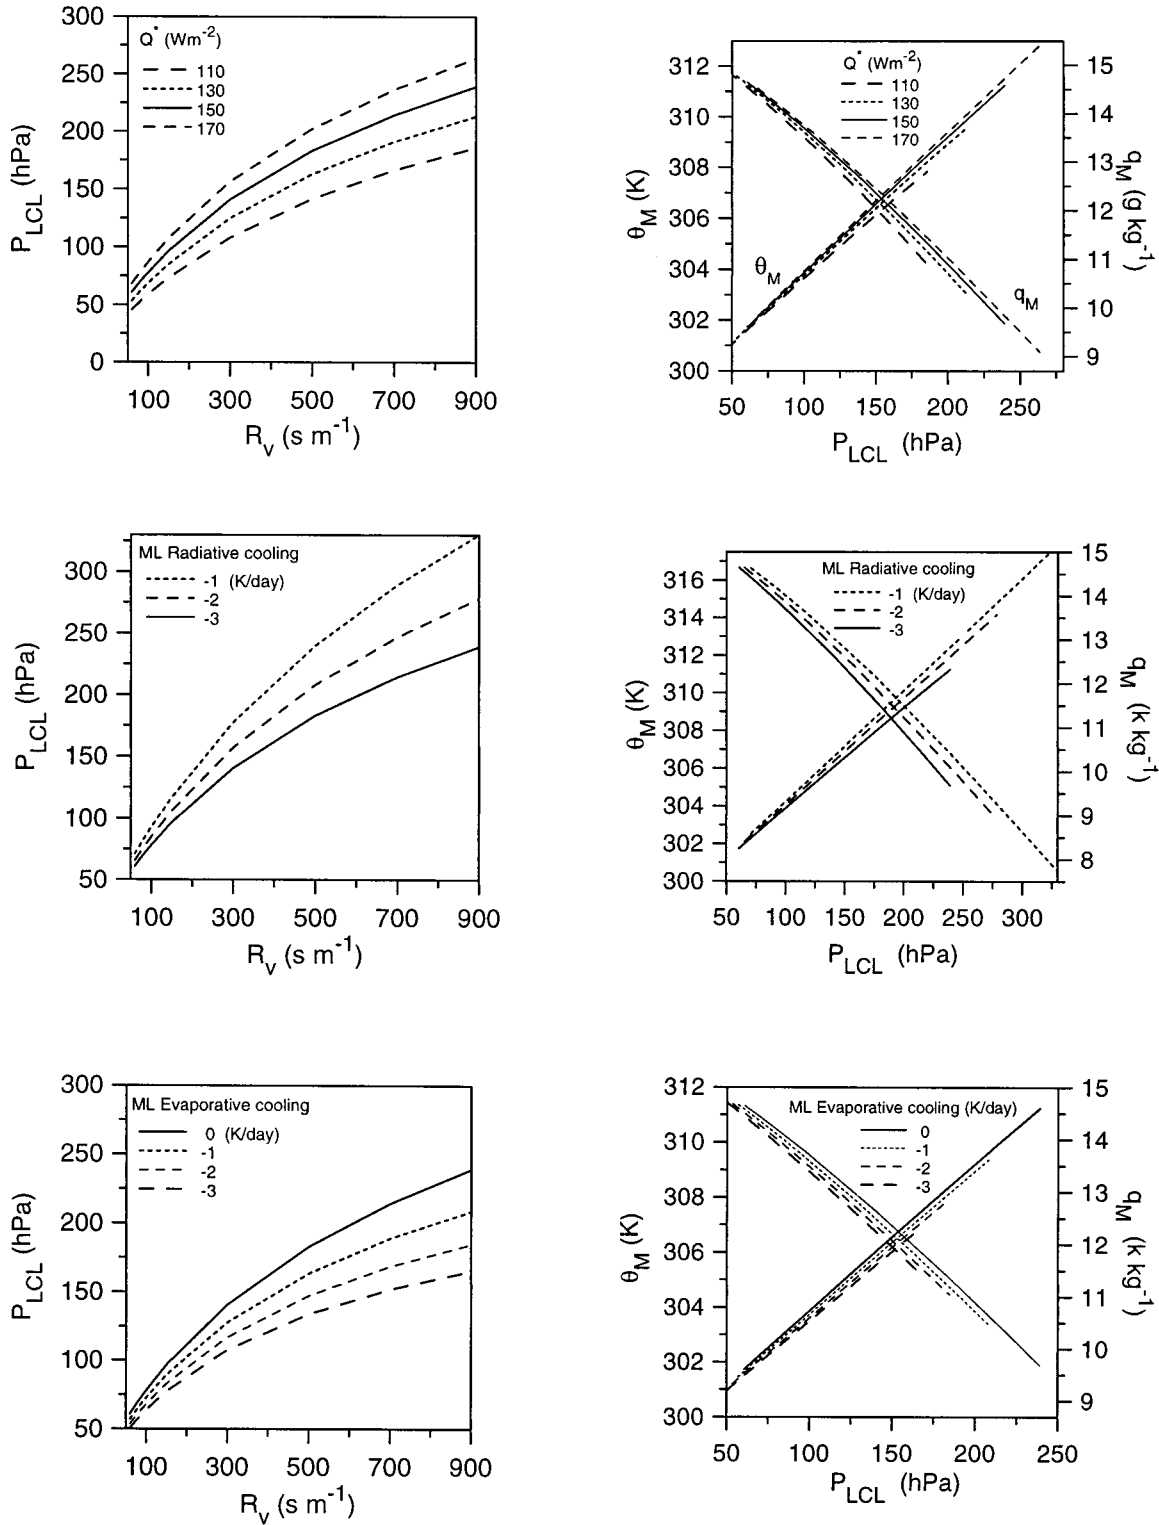 300
250
200
150
100
50
0
P_LCL (hPa)
Q* (Wm⁻²)
110
130
150
170
100 300 500 700 900
R_v (s m⁻¹)
312
310
308
306
304
302
300
θ_M (K)
Q* (Wm⁻²)
110
130
150
170
θ_M
q_M
15
14
13
12
11
10
9
q_M (g kg⁻¹)
50 100 150 200 250
P_LCL (hPa)
300
250
200
150
100
50
P_LCL (hPa)
ML Radiative cooling
-1 (K/day)
-2
-3
100 300 500 700 900
R_v (s m⁻¹)
316
314
312
310
308
306
304
302
300
θ_M (K)
ML Radiative cooling
-1 (K/day)
-2
-3
15
14
13
12
11
10
9
8
q_M (k kg⁻¹)
50 100 150 200 250 300
P_LCL (hPa)
300
250
200
150
100
50
P_LCL (hPa)
ML Evaporative cooling
0 (K/day)
-1
-2
-3
100 300 500 700 900
R_v (s m⁻¹)
312
310
308
306
304
302
300
θ_M (K)
ML Evaporative cooling (K/day)
0
-1
-2
-3
15
14
13
12
11
10
9
q_M (k kg⁻¹)
50 100 150 200 250
P_LCL (hPa)